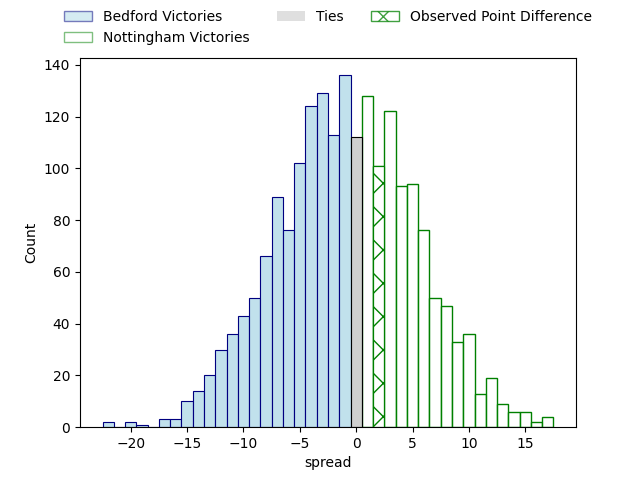 Bedford Victories
Ties
Observed Point Difference
Nottingham Victories
140
120
100
80
60
40
20
0
Count
−20
−15
−10
−5
0
5
10
15
spread